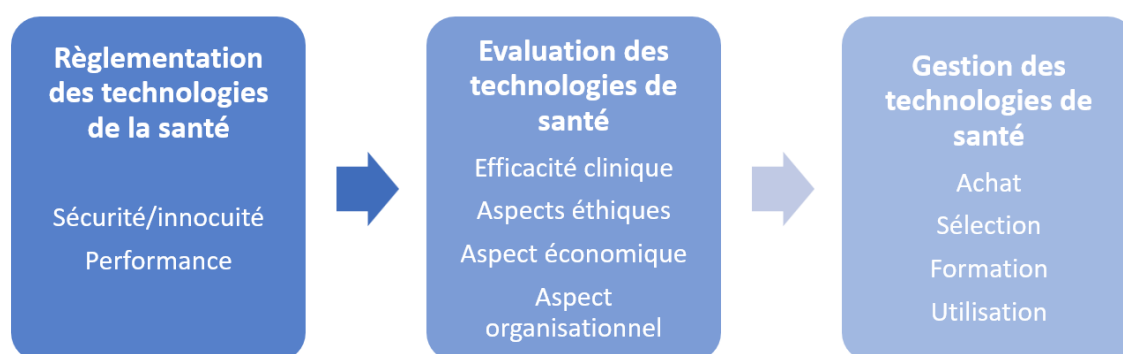 Règlementation
des technologies
de la santé
Sécurité/innocuité
Performance
Evaluation des
technologies de
santé
Efficacité clinique
Aspects éthiques
Aspect économique
Aspect
organisationnel
Gestion des
technologies de
santé
Achat
Sélection
Formation
Utilisation